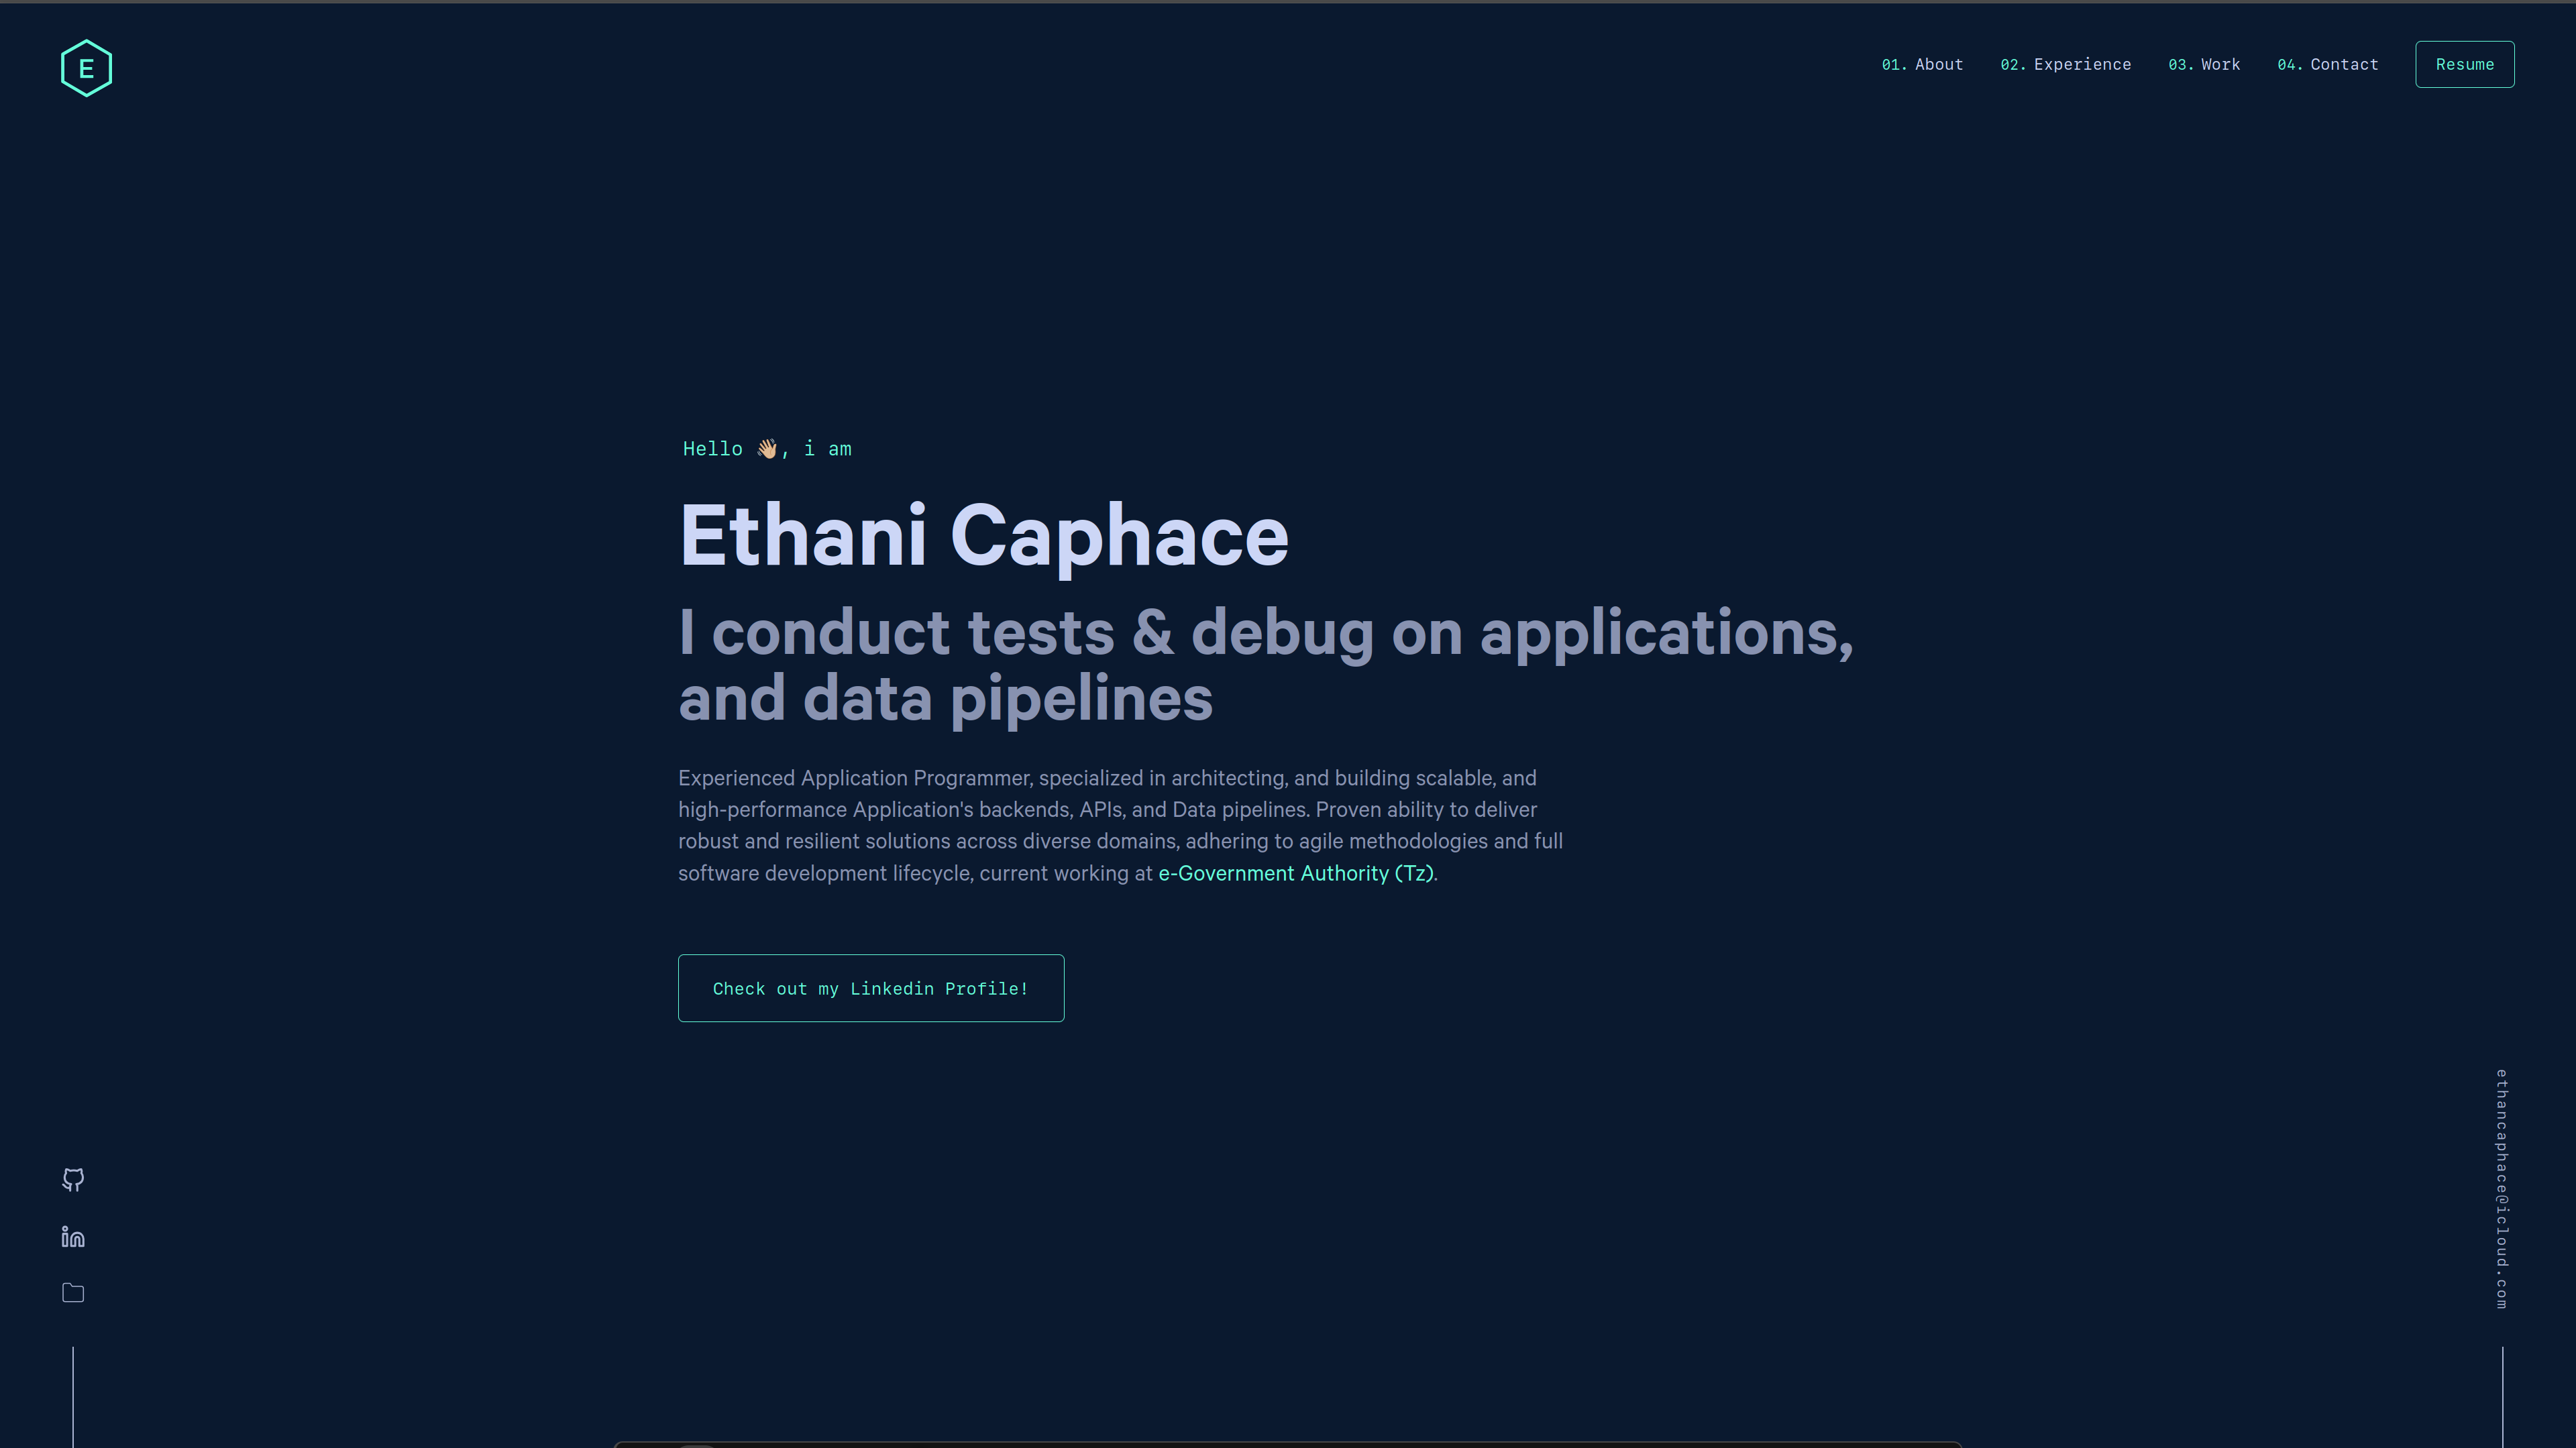 E
01. About 02. Experience 03. Work 04. Contact Resume
Hello 👋🏼, i am
Ethani Caphace
I conduct tests & debug on applications,
and data pipelines
Experienced Application Programmer, specialized in architecting, and building scalable, and
high-performance Application's backends, APIs, and Data pipelines. Proven ability to deliver
robust and resilient solutions across diverse domains, adhering to agile methodologies and full
software development lifecycle, current working at e-Government Authority (Tz).
Check out my Linkedin Profile!
ethancaphace@icloud.com